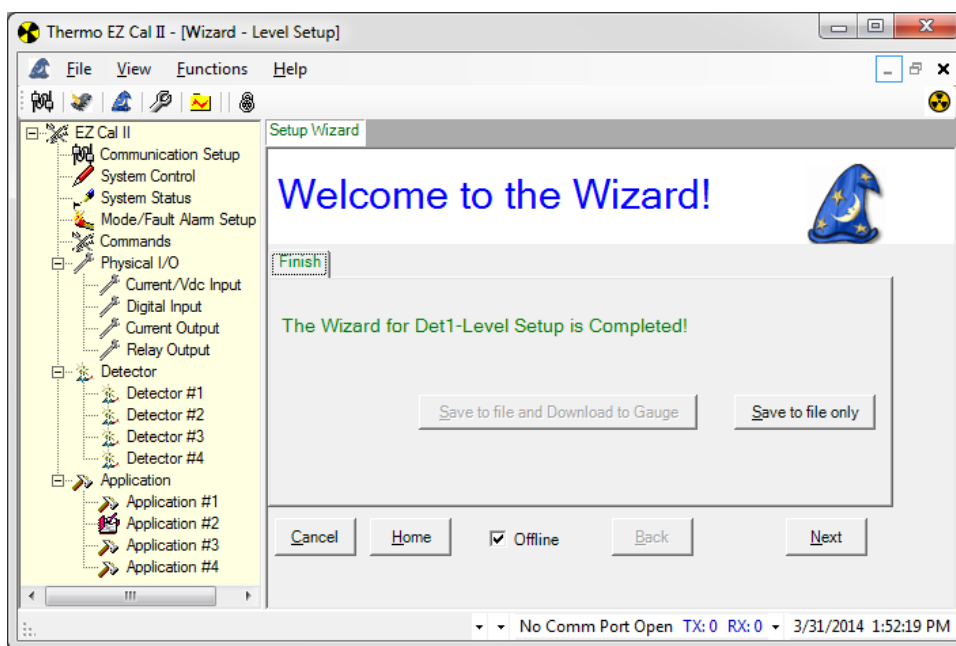 Thermo EZ Cal II - [Wizard - Level Setup]
File View Functions Help
EZ Cal II
Communication Setup
System Control
System Status
Mode/Fault Alarm Setup
Commands
Physical I/O
Current/Vdc Input
Digital Input
Current Output
Relay Output
Detector
Detector #1
Detector #2
Detector #3
Detector #4
Application
Application #1
Application #2
Application #3
Application #4
Setup Wizard
Welcome to the Wizard!
Finish
The Wizard for Det1-Level Setup is Completed!
Save to file and Download to Gauge Save to file only
Cancel Home Offline Back Next
No Comm Port Open TX: 0 RX: 0 3/31/2014 1:52:19 PM